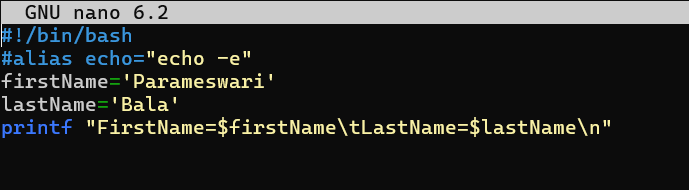 GNU nano 6.2
#!/bin/bash
#alias echo="echo -e"
firstName='Parameswari'
lastName='Bala'
printf "FirstName=$firstName\tLastName=$lastName\n"